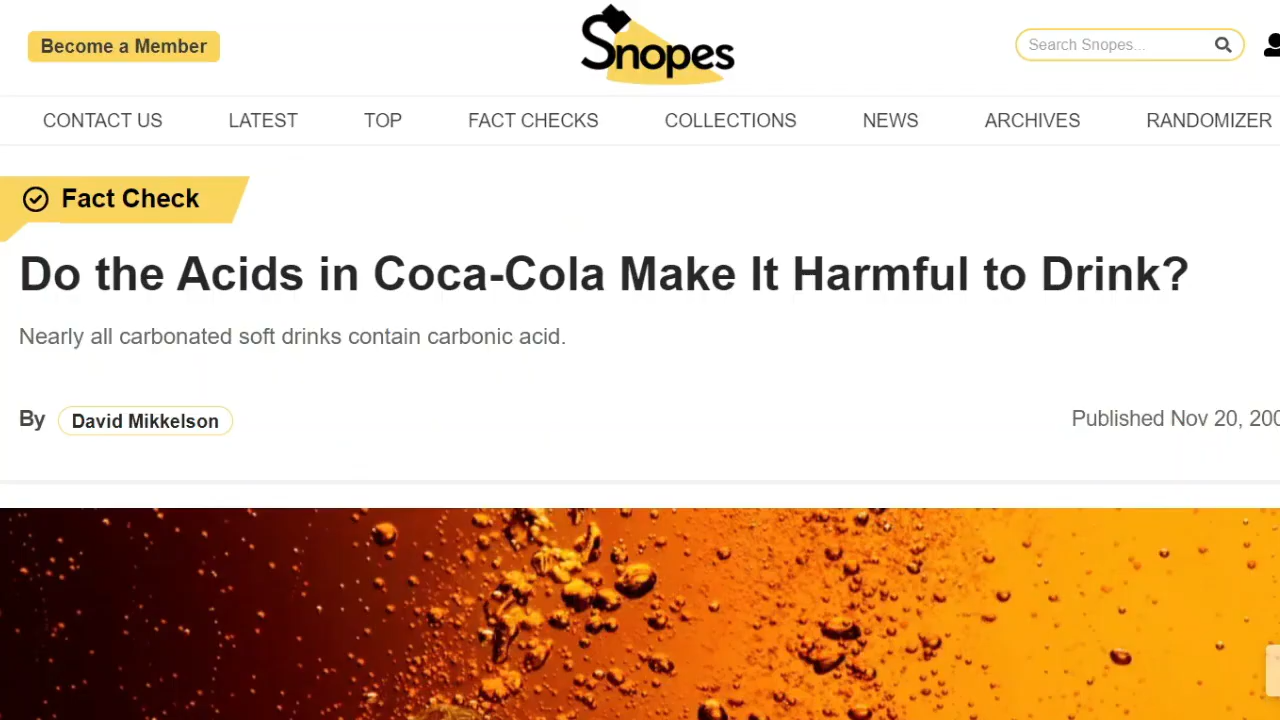 Become a Member
Snopes
Search Snopes...
CONTACT US LATEST TOP FACT CHECKS COLLECTIONS NEWS ARCHIVES RANDOMIZER
Fact Check
Do the Acids in Coca-Cola Make It Harmful to Drink?
Nearly all carbonated soft drinks contain carbonic acid.
By David Mikkelson
Published Nov 20, 200